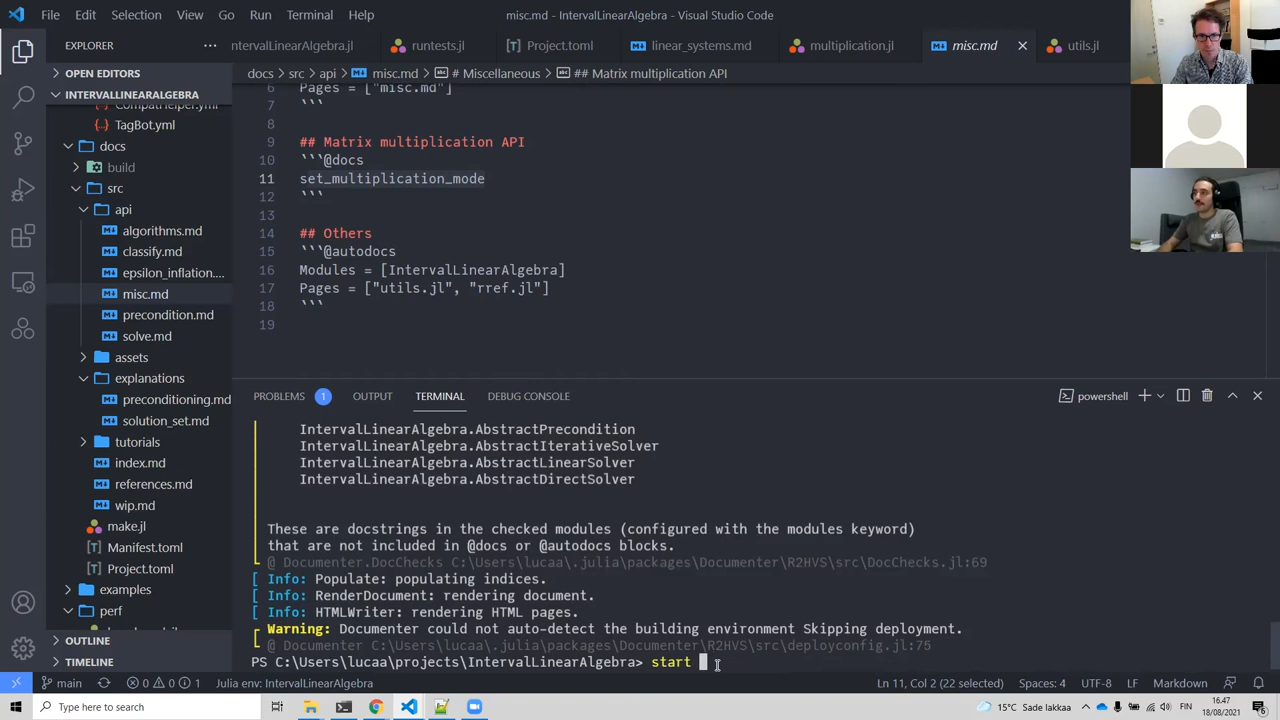 File Edit Selection View Go Run Terminal Help
misc.md - IntervalLinearAlgebra - Visual Studio Code
EXPLORER
IntervalLinearAlgebra.jl
runtests.jl
Project.toml
linear_systems.md
multiplication.jl
misc.md
utils.jl
OPEN EDITORS
INTERVALLINEARALGEBRA
CompatHelper.yml
TagBot.yml
docs
build
src
api
algorithms.md
classify.md
epsilon_inflation....
misc.md
precondition.md
solve.md
assets
explanations
preconditioning.md
solution_set.md
tutorials
index.md
references.md
wip.md
make.jl
Manifest.toml
Project.toml
examples
perf
OUTLINE
TIMELINE
docs > src > api > misc.md > # Miscellaneous > ## Matrix multiplication API
6 Pages = ["misc.md"]
7 ```
8
9 ## Matrix multiplication API
10 ```@docs
11 set_multiplication_mode
12 ```
13
14 ## Others
15 ```@autodocs
16 Modules = [IntervalLinearAlgebra]
17 Pages = ["utils.jl", "rref.jl"]
18 ```
19
PROBLEMS 1 OUTPUT TERMINAL DEBUG CONSOLE
powershell
IntervalLinearAlgebra.AbstractPrecondition
IntervalLinearAlgebra.AbstractIterativeSolver
IntervalLinearAlgebra.AbstractLinearSolver
IntervalLinearAlgebra.AbstractDirectSolver
These are docstrings in the checked modules (configured with the modules keyword)
that are not included in @docs or @autodocs blocks.
@ Documenter.DocChecks C:\Users\lucaa\.julia\packages\Documenter\R2HVS\src\DocChecks.jl:69
[ Info: Populate: populating indices.
[ Info: RenderDocument: rendering document.
[ Info: HTMLWriter: rendering HTML pages.
Warning: Documenter could not auto-detect the building environment Skipping deployment.
@ Documenter C:\Users\lucaa\.julia\packages\Documenter\R2HVS\src\deployconfig.jl:75
PS C:\Users\lucaa\projects\IntervalLinearAlgebra> start
main
0 0 1
Julia env: IntervalLinearAlgebra
Ln 11, Col 2 (22 selected)
Spaces: 4
UTF-8
LF
Markdown
Type here to search
15°C Sade lakkaa
FIN
16.47
18/08/2021
6